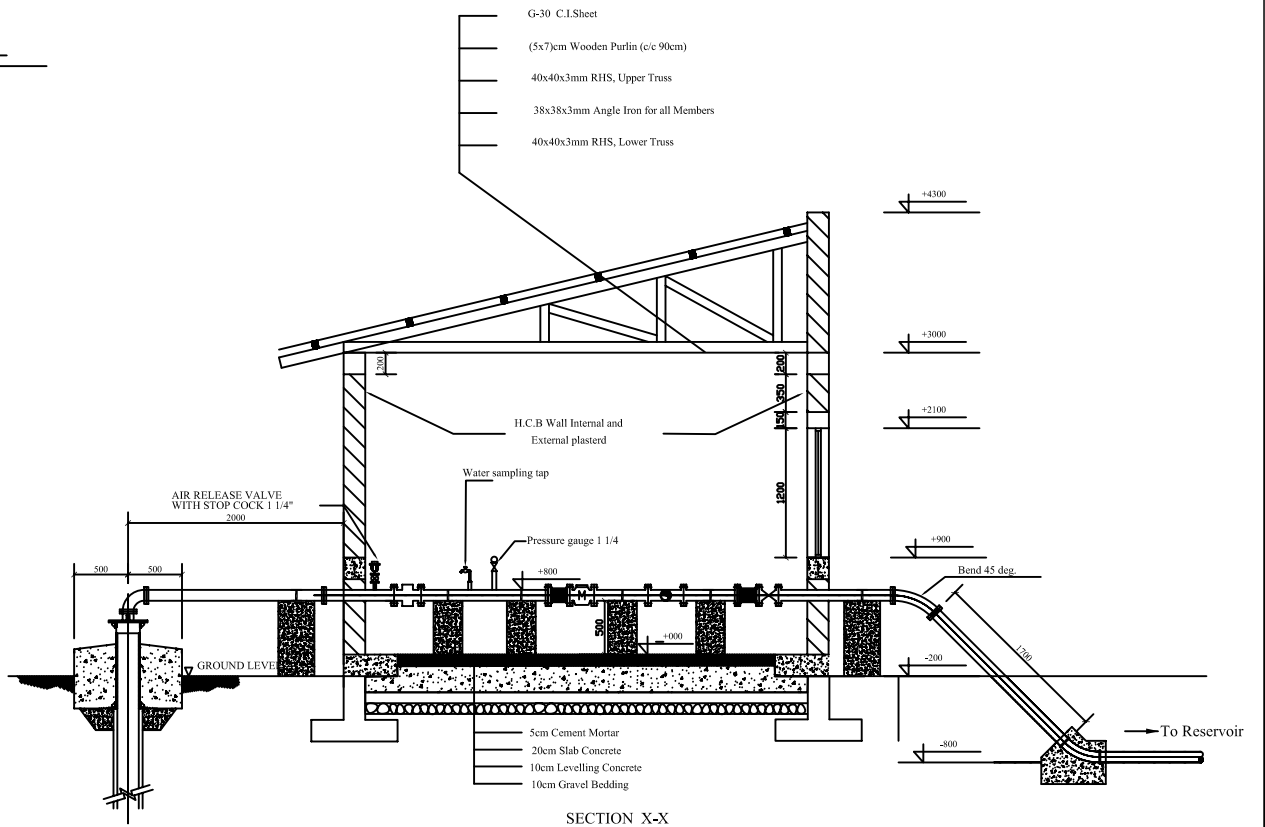 G-30 C.I.Sheet
(5x7)cm Wooden Purlin (c/c 90cm)
40x40x3mm RHS, Upper Truss
38x38x3mm Angle Iron for all Members
40x40x3mm RHS, Lower Truss
+4300
+3000
200
200
350
+2100
150
H.C.B Wall Internal and
External plasterd
Water sampling tap
1200
AIR RELEASE VALVE
WITH STOP COCK 1 1/4"
2000
Pressure gauge 1 1/4
+900
500
500
+800
Bend 45 deg.
M
500
+000
1700
GROUND LEVEL
-200
To Reservoir
5cm Cement Mortar
20cm Slab Concrete
-800
10cm Levelling Concrete
10cm Gravel Bedding
SECTION X-X